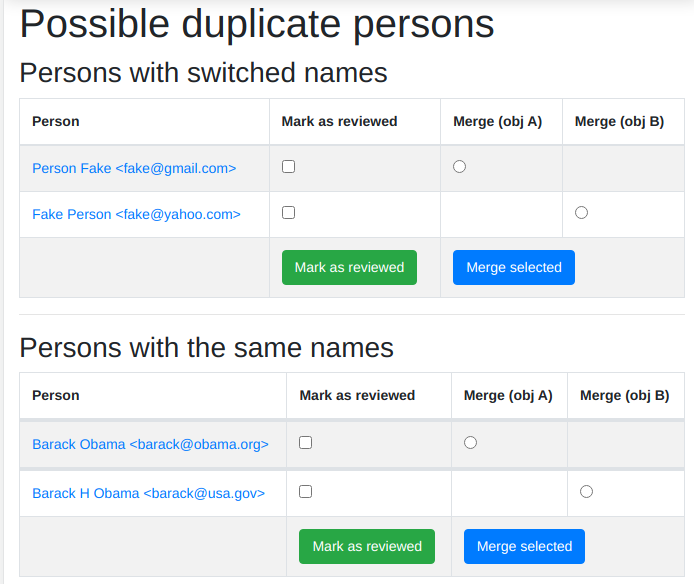 Possible duplicate persons
Persons with switched names
Person Mark as reviewed Merge (obj A) Merge (obj B)
Person Fake <fake@gmail.com>
Fake Person <fake@yahoo.com>
Mark as reviewed Merge selected
Persons with the same names
Person Mark as reviewed Merge (obj A) Merge (obj B)
Barack Obama <barack@obama.org>
Barack H Obama <barack@usa.gov>
Mark as reviewed Merge selected